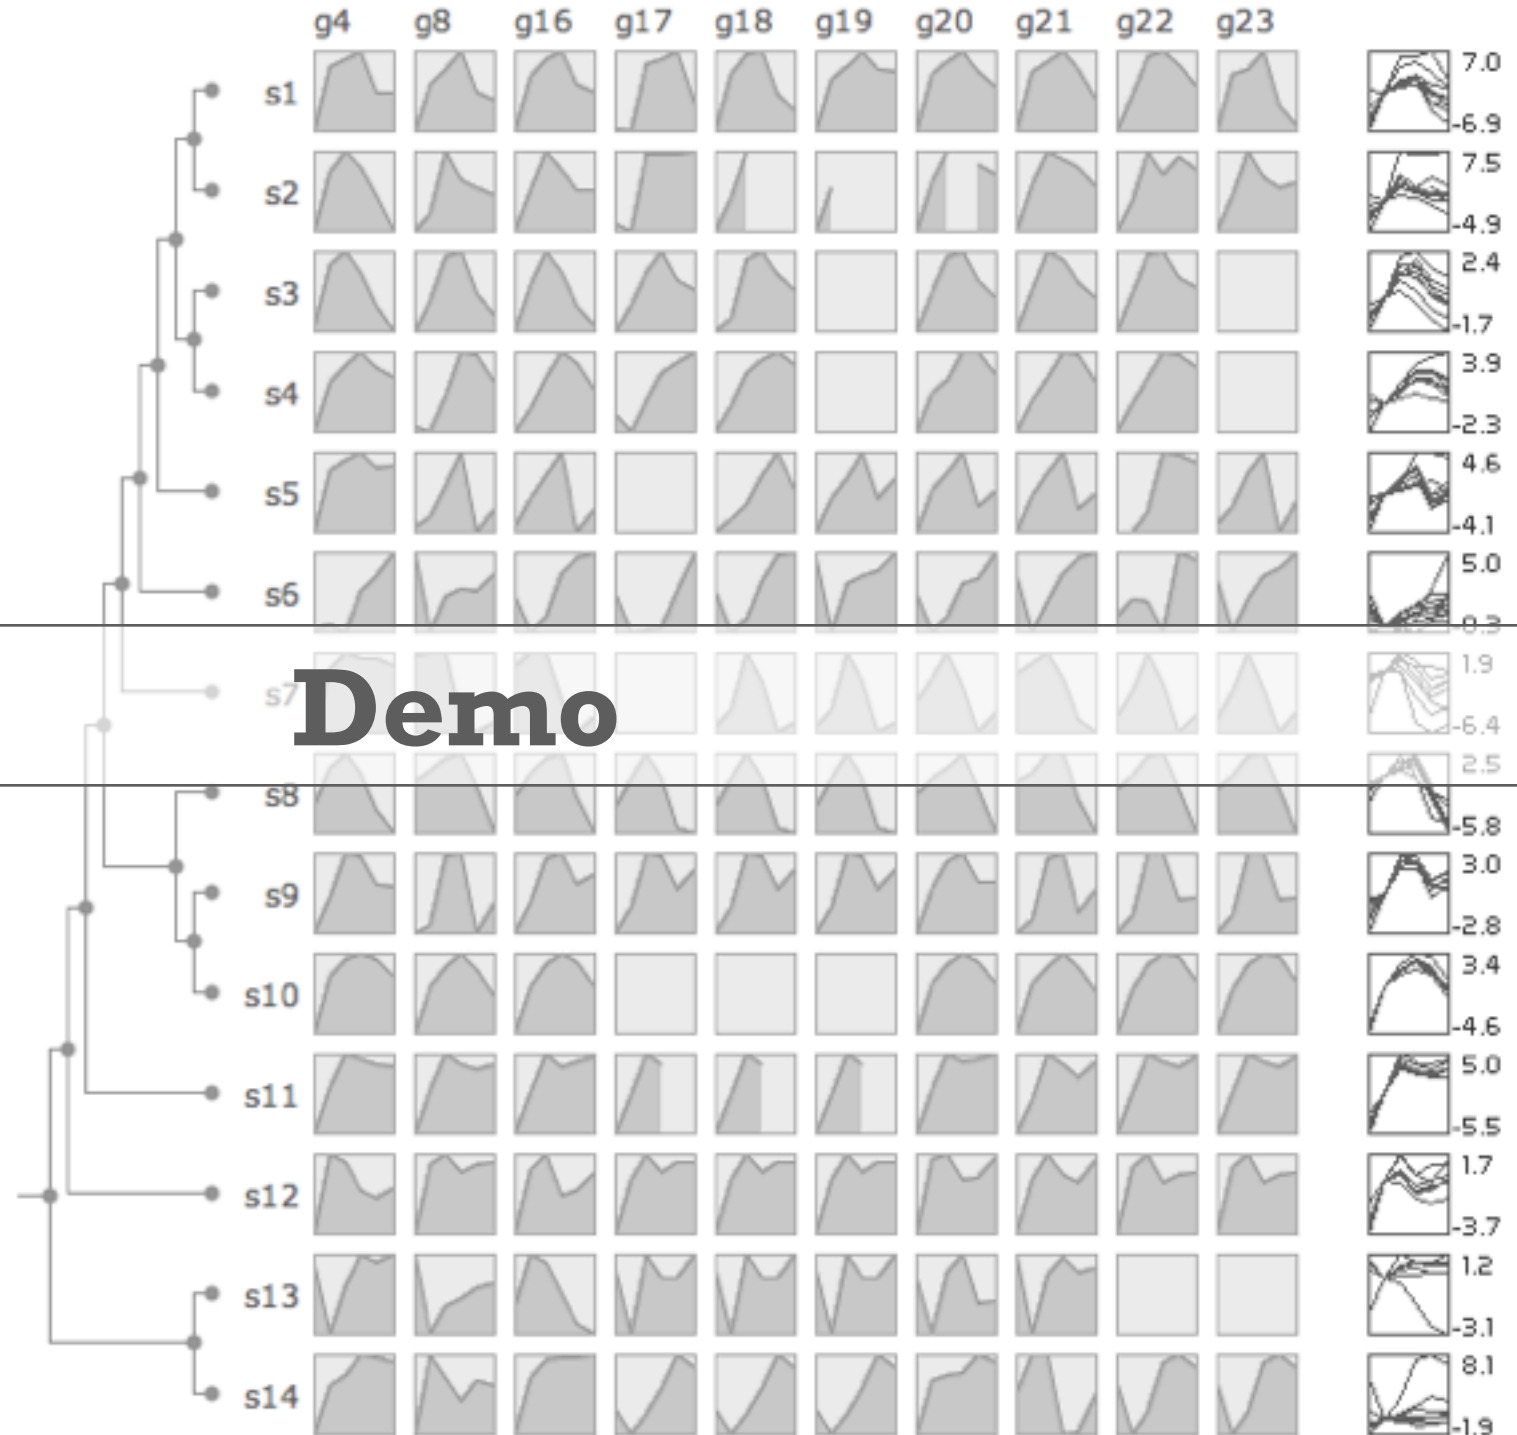 g4 g8 g16 g17 g18 g19 g20 g21 g22 g23
s1 7.0 -6.9
s2 7.5 -4.9
s3 2.4 -1.7
s4 3.9 -2.3
s5 4.6 -4.1
s6 5.0 -0.3
s7 1.9 -6.4
Demo
s8 2.5 -5.8
s9 3.0 -2.8
s10 3.4 -4.6
s11 5.0 -5.5
s12 1.7 -3.7
s13 1.2 -3.1
s14 8.1 -1.9